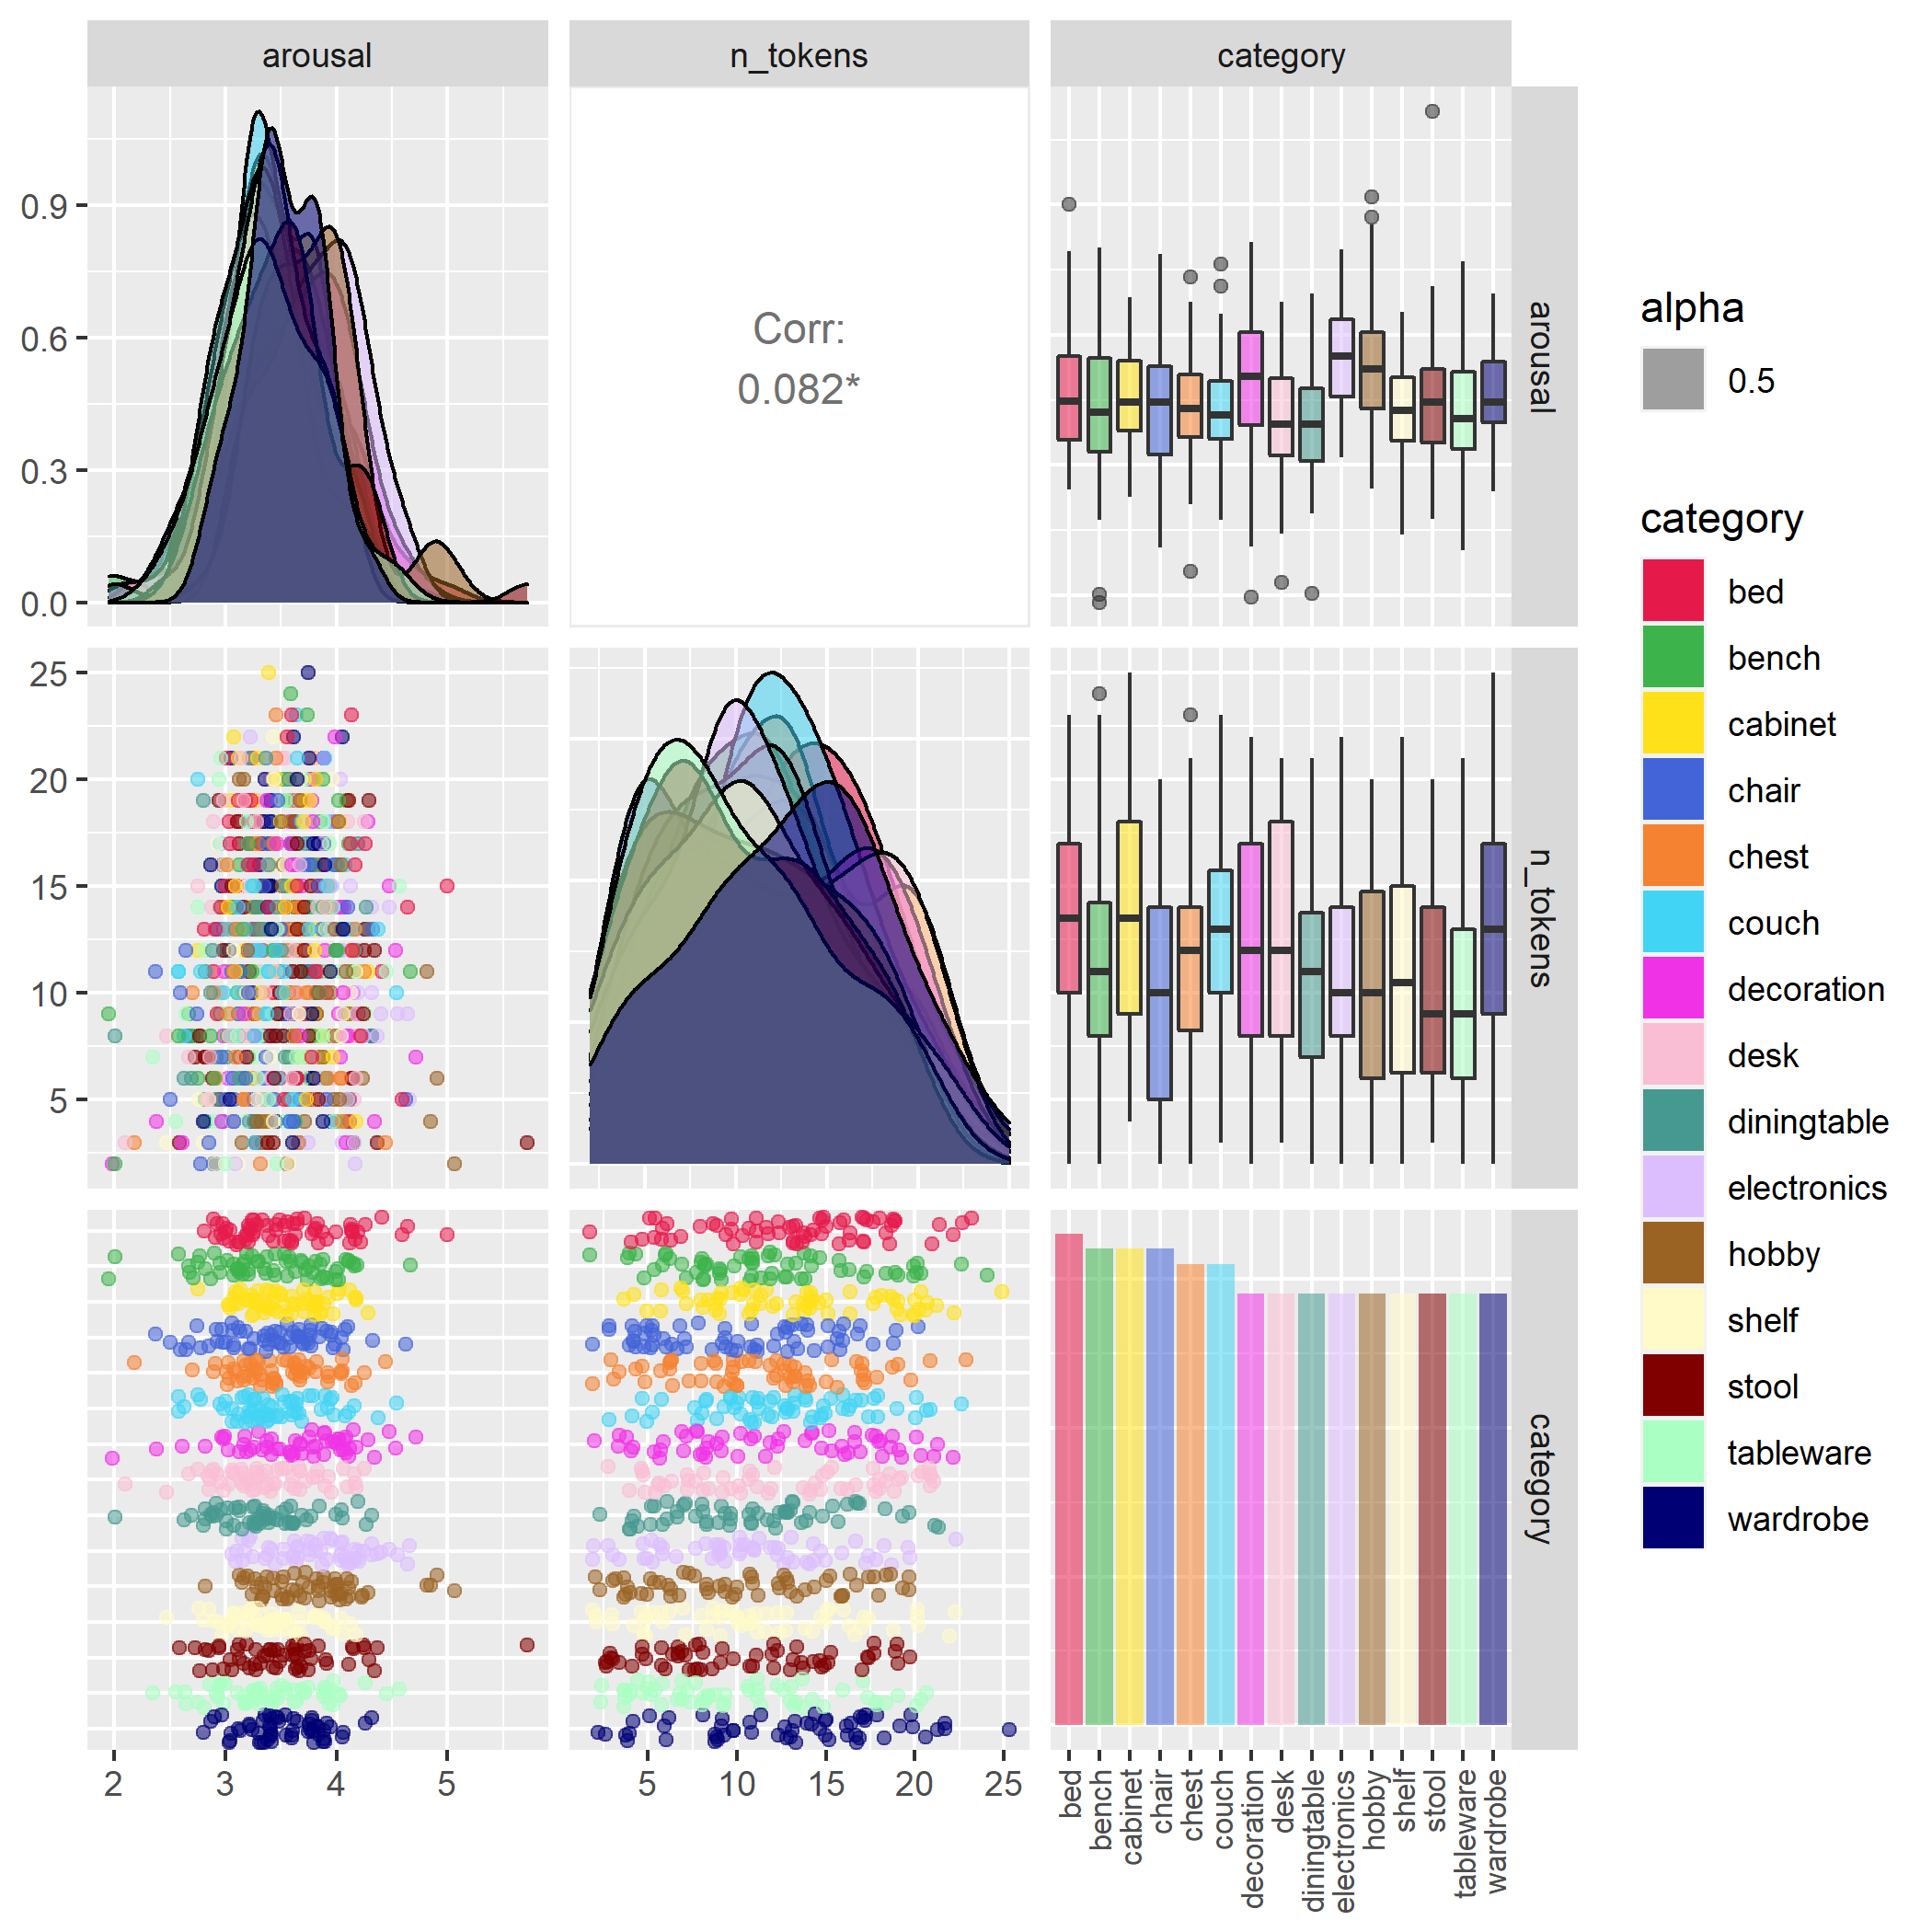 arousal
n_tokens
category
0.9
0.6
0.3
0.0
Corr:
0.082*
arousal
25
20
15
10
5
n_tokens
category
2
3
4
5
5
10
15
20
25
bed
bench
cabinet
chair
chest
couch
decoration
desk
diningtable
electronics
hobby
shelf
stool
tableware
wardrobe
alpha
0.5
category
bed
bench
cabinet
chair
chest
couch
decoration
desk
diningtable
electronics
hobby
shelf
stool
tableware
wardrobe